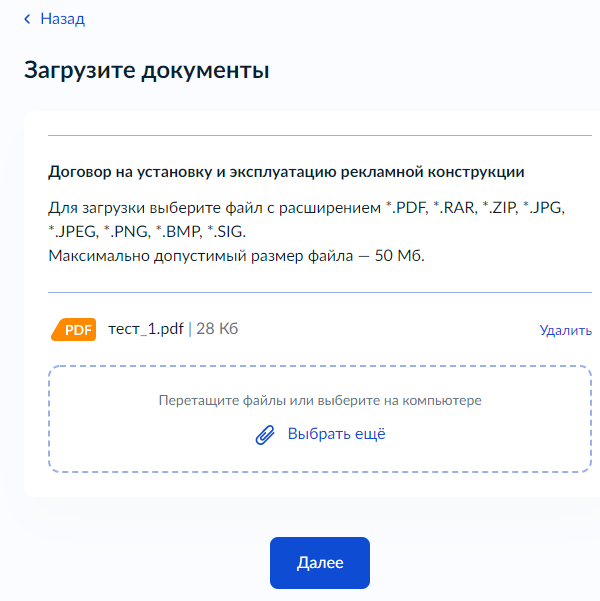 Назад
Загрузите документы
Договор на установку и эксплуатацию рекламной конструкции
Для загрузки выберите файл с расширением *.PDF, *.RAR, *.ZIP, *.JPG,
*.JPEG, *.PNG, *.BMP, *.SIG.
Максимально допустимый размер файла — 50 Мб.
PDF тест_1.pdf | 28 Кб Удалить
Перетащите файлы или выберите на компьютере
Выбрать ещё
Далее